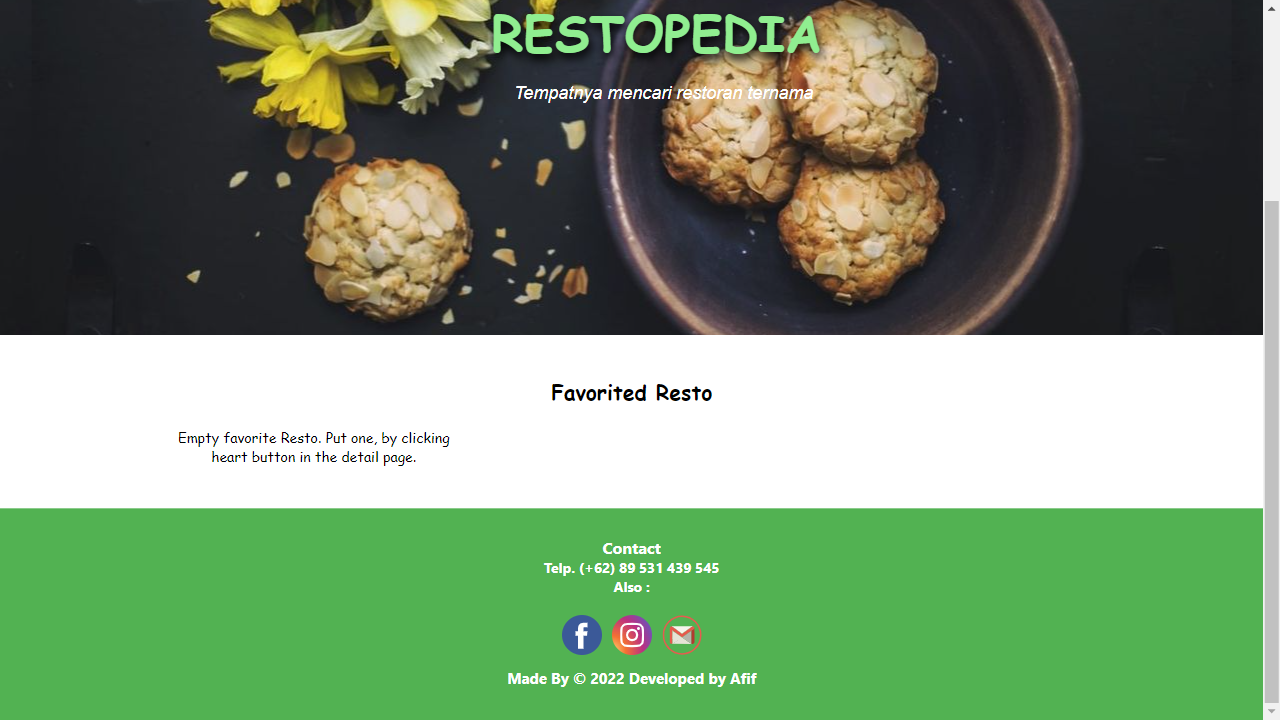 RESTOPEDIA
Tempatnya mencari restoran ternama
Favorited Resto
Empty favorite Resto. Put one, by clicking
heart button in the detail page.
Contact
Telp. (+62) 89 531 439 545
Also :
Made By © 2022 Developed by Afif